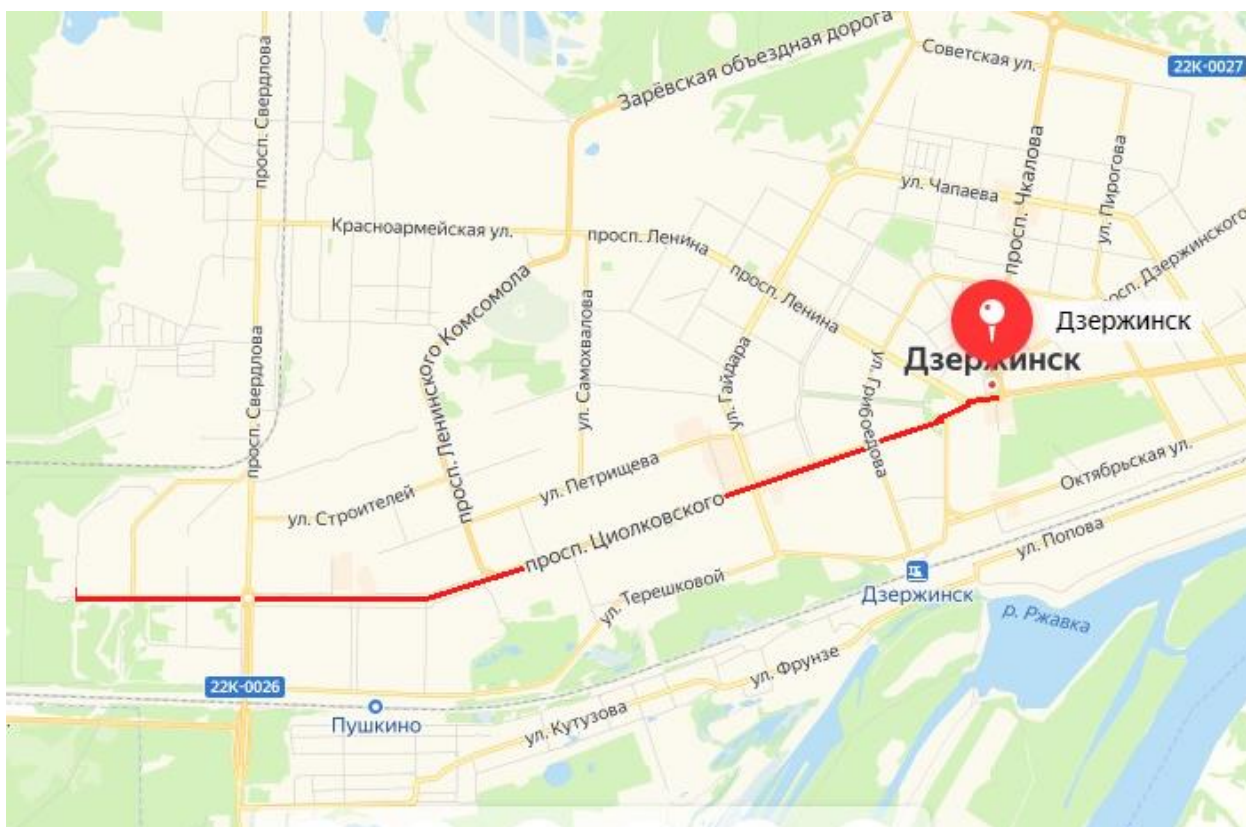 Зарёвская объездная дорога
Советская ул.
22К-0027
просп. Свердлова
просп. Чкалова
ул. Пирогова
ул. Чапаева
Красноармейская ул.
просп. Ленина
просп. Ленина
просп. Дзержинского
Дзержинск
Дзержинск
просп. Ленинского Комсомола
ул. Самохвалова
ул. Гайдара
ул. Грибоедова
просп. Свердлова
ул. Петрищева
ул. Строителей
просп. Ленинского Комсомола
просп. Циолковского
Октябрьская ул.
ул. Попова
ул. Терешковой
Дзержинск
р. Ржавка
22К-0026
Пушкино
ул. Фрунзе
ул. Кутузова